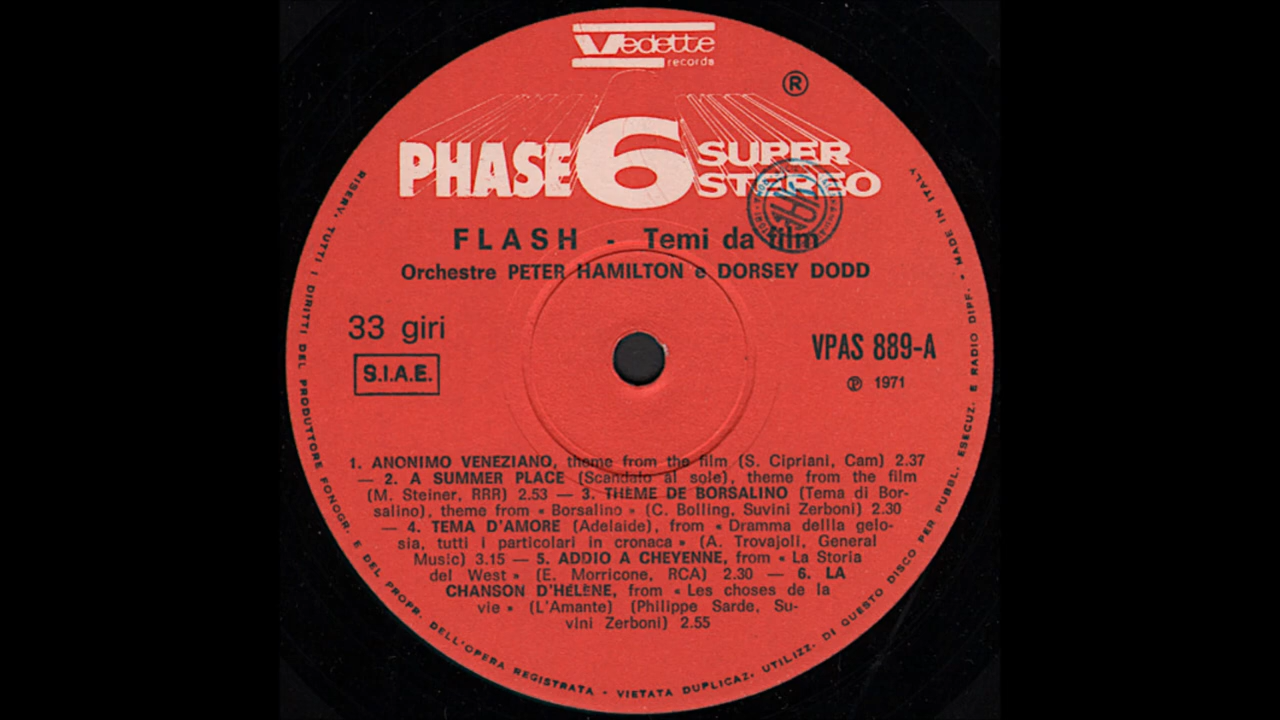 Vedette
records
®
PHASE 6 SUPER
STEREO
FLASH - Temi da film
Orchestre PETER HAMILTON e DORSEY DODD
33 giri
S.I.A.E.
VPAS 889-A
℗ 1971
1. ANONIMO VENEZIANO, theme from the film (S. Cipriani, Cam) 2.37
— 2. A SUMMER PLACE (Scandalo al sole), theme from the film
(M. Steiner, RRR) 2.53 — 3. THEME DE BORSALINO (Tema di Bor-
salino), theme from « Borsalino » (C. Bolling, Suvini Zerboni) 2.30
— 4. TEMA D'AMORE (Adelaide), from « Dramma dellla gelo-
sia, tutti i particolari in cronaca » (A. Trovajoli, General
Music) 3.15 — 5. ADDIO A CHEYENNE, from « La Storia
del West » (E. Morricone, RCA) 2.30 — 6. LA
CHANSON D'HÉLÈNE, from « Les choses de la
vie » (L'Amante) (Philippe Sarde, Su-
vini Zerboni) 2.55
RISERV. TUTTI I DIRITTI DEL PRODUTTORE FONOGR. E DEL PROPR. DELL'OPERA REGISTRATA - VIETATA DUPLICAZ. UTILIZZ. DI QUESTO DISCO PER PUBBL. ESECUZ. E RADIO DIFF. - MADE IN ITALY